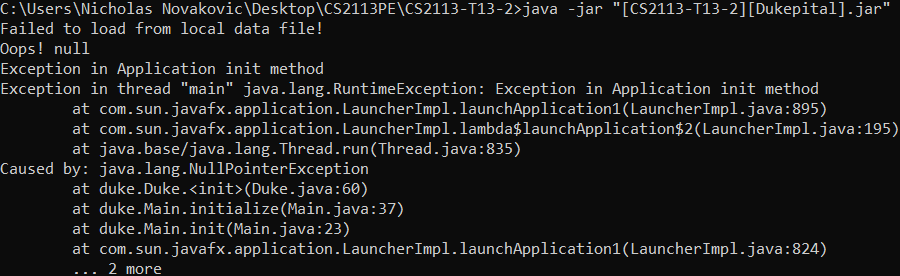 C:\Users\Nicholas Novakovic\Desktop\CS2113PE\CS2113-T13-2>java -jar "[CS2113-T13-2][Dukepital].jar"
Failed to load from local data file!
Oops! null
Exception in Application init method
Exception in thread "main" java.lang.RuntimeException: Exception in Application init method
        at com.sun.javafx.application.LauncherImpl.launchApplication1(LauncherImpl.java:895)
        at com.sun.javafx.application.LauncherImpl.lambda$launchApplication$2(LauncherImpl.java:195)
        at java.base/java.lang.Thread.run(Thread.java:835)
Caused by: java.lang.NullPointerException
        at duke.Duke.<init>(Duke.java:60)
        at duke.Main.initialize(Main.java:37)
        at duke.Main.init(Main.java:23)
        at com.sun.javafx.application.LauncherImpl.launchApplication1(LauncherImpl.java:824)
        ... 2 more